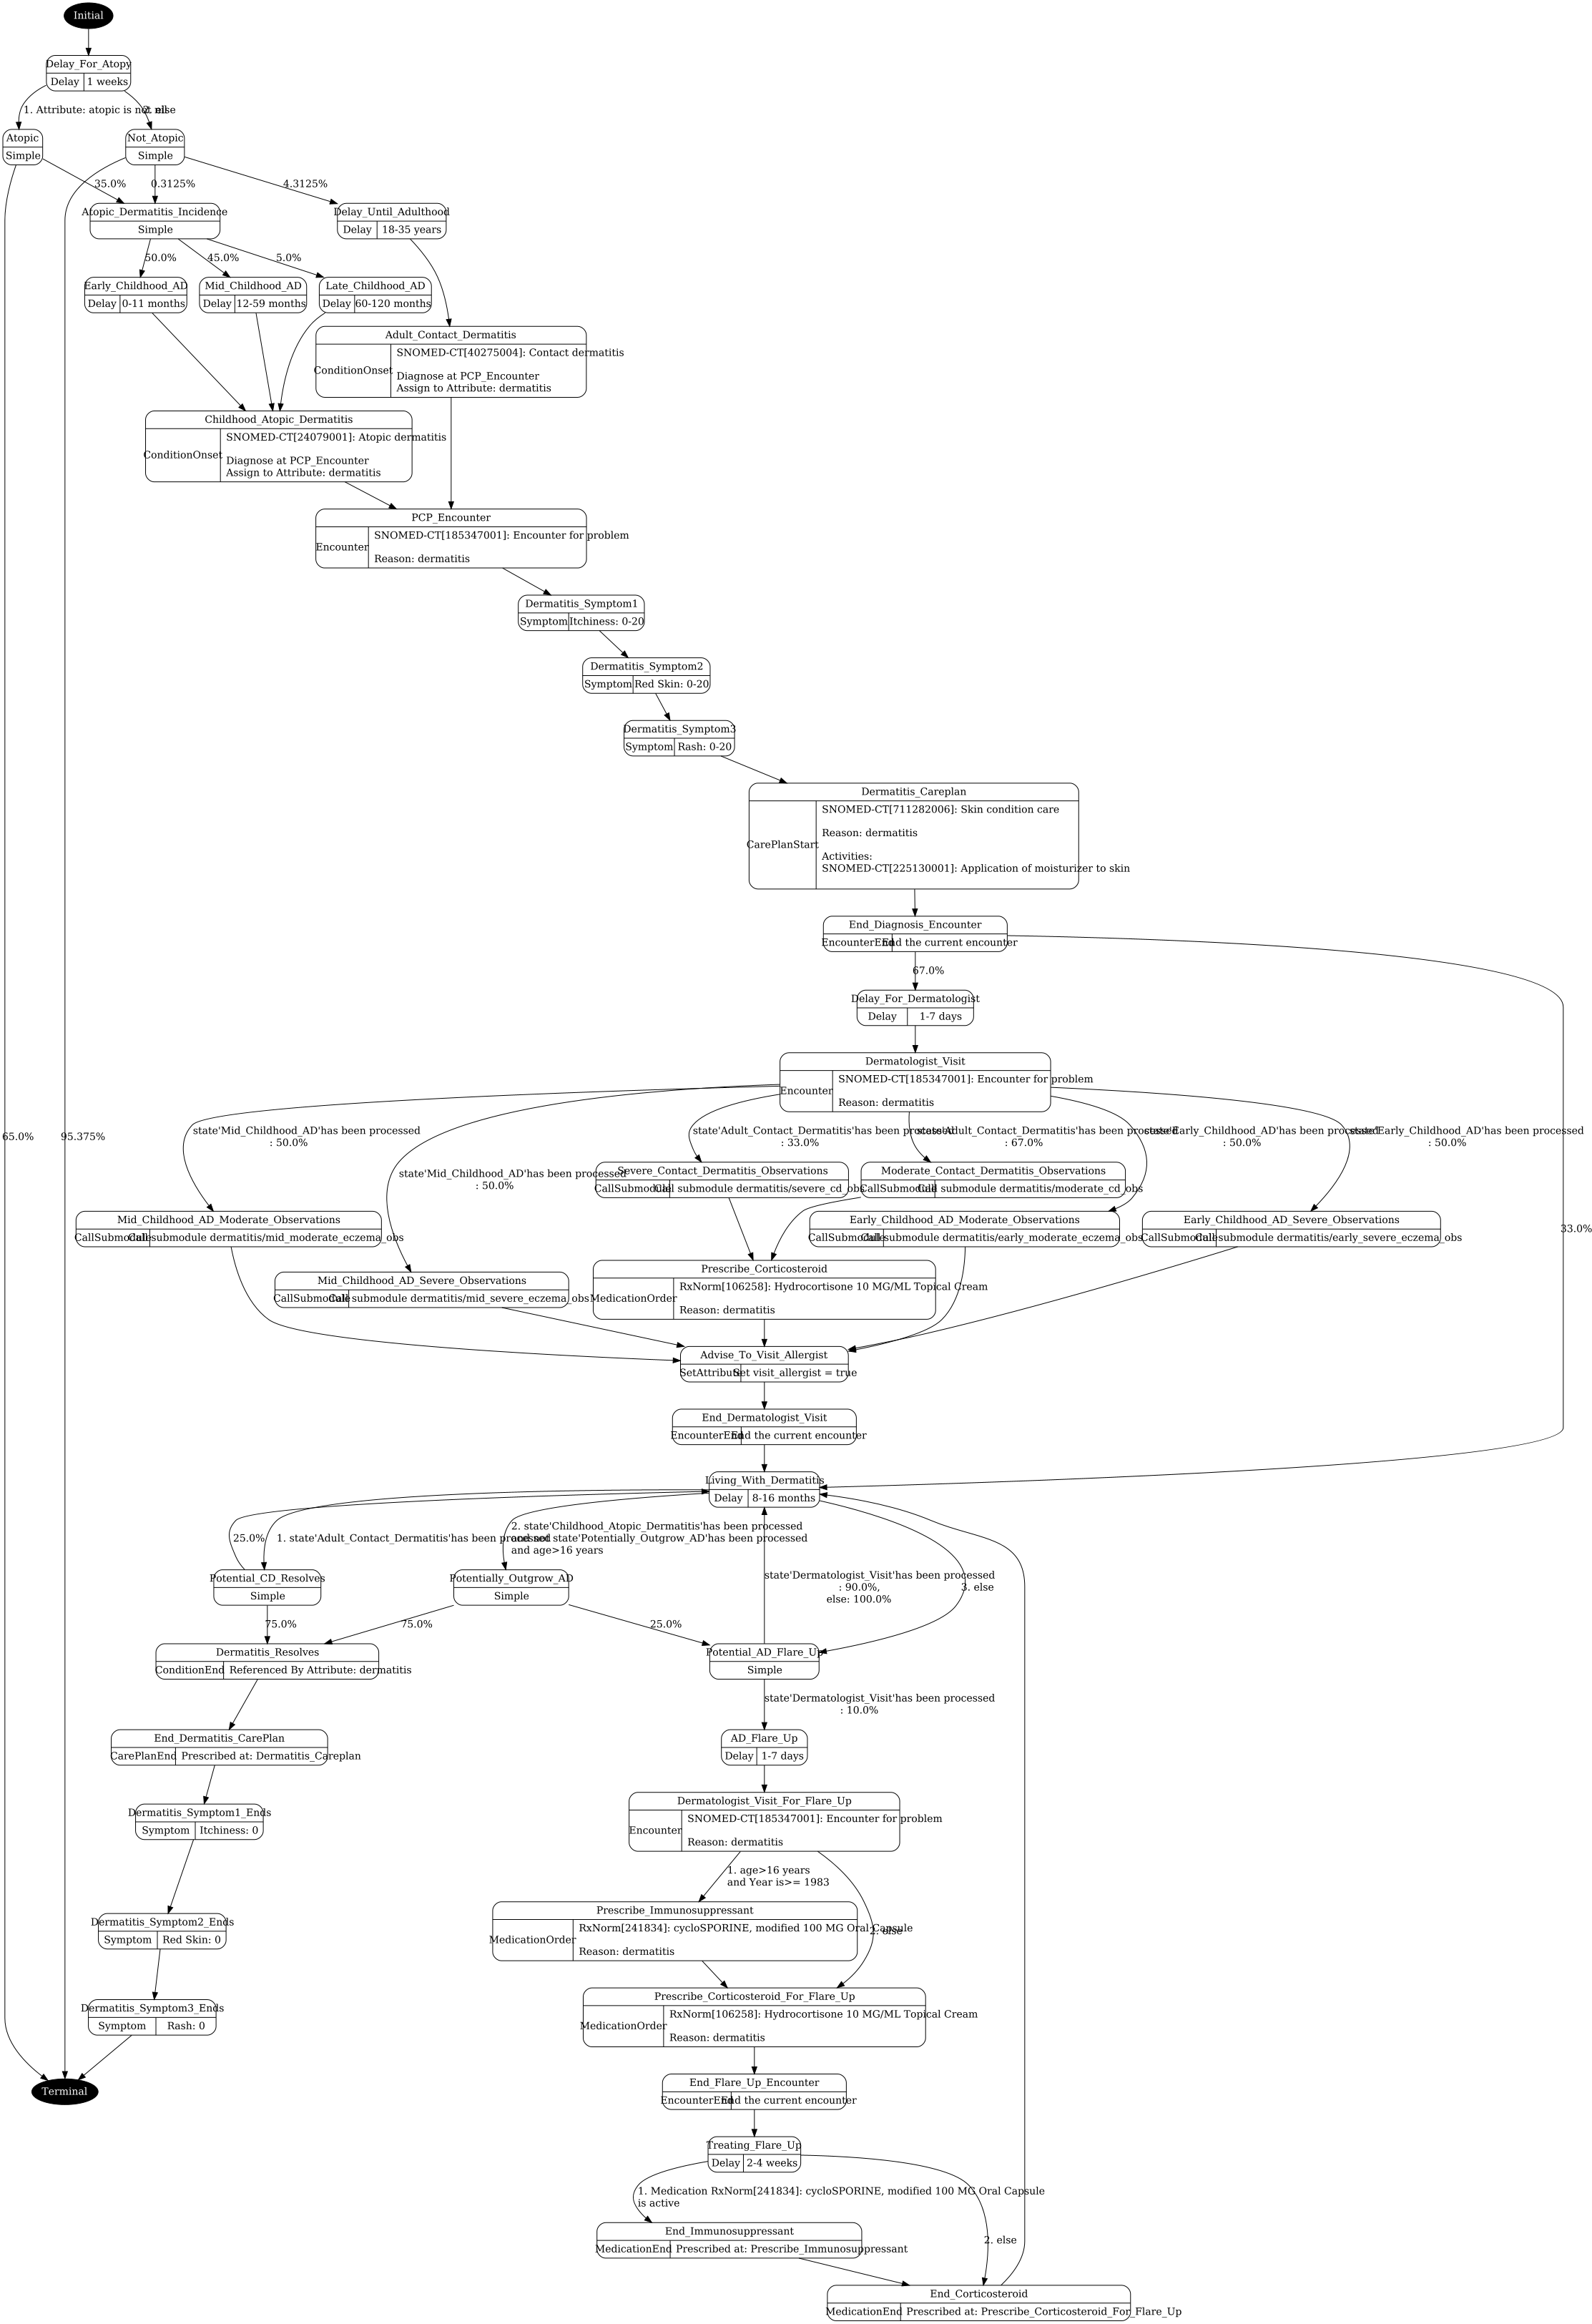 Initial
Delay_For_Atopy
Delay 1 weeks
1. Attribute: atopic is not nil
2. else
Atopic
Simple
Not_Atopic
Simple
35.0%
0.3125%
4.3125%
Atopic_Dermatitis_Incidence
Simple
Delay_Until_Adulthood
Delay 18-35 years
50.0%
45.0%
5.0%
Early_Childhood_AD
Delay 0-11 months
Mid_Childhood_AD
Delay 12-59 months
Late_Childhood_AD
Delay 60-120 months
Adult_Contact_Dermatitis
ConditionOnset
SNOMED-CT[40275004]: Contact dermatitis
Diagnose at PCP_Encounter
Assign to Attribute: dermatitis
Childhood_Atopic_Dermatitis
ConditionOnset
SNOMED-CT[24079001]: Atopic dermatitis
Diagnose at PCP_Encounter
Assign to Attribute: dermatitis
PCP_Encounter
Encounter
SNOMED-CT[185347001]: Encounter for problem
Reason: dermatitis
Dermatitis_Symptom1
Symptom Itchiness: 0-20
Dermatitis_Symptom2
Symptom Red Skin: 0-20
Dermatitis_Symptom3
Symptom Rash: 0-20
Dermatitis_Careplan
CarePlanStart
SNOMED-CT[711282006]: Skin condition care
Reason: dermatitis
Activities:
SNOMED-CT[225130001]: Application of moisturizer to skin
End_Diagnosis_Encounter
EncounterEnd End the current encounter
67.0%
Delay_For_Dermatologist
Delay 1-7 days
Dermatologist_Visit
Encounter
SNOMED-CT[185347001]: Encounter for problem
Reason: dermatitis
65.0%
95.375%
state'Mid_Childhood_AD'has been processed
: 50.0%
state'Mid_Childhood_AD'has been processed
: 50.0%
state'Adult_Contact_Dermatitis'has been processed
: 33.0%
state'Adult_Contact_Dermatitis'has been processed
: 67.0%
state'Early_Childhood_AD'has been processed
: 50.0%
state'Early_Childhood_AD'has been processed
: 50.0%
33.0%
Severe_Contact_Dermatitis_Observations
CallSubmodule Call submodule dermatitis/severe_cd_obs
Moderate_Contact_Dermatitis_Observations
CallSubmodule Call submodule dermatitis/moderate_cd_obs
Mid_Childhood_AD_Moderate_Observations
CallSubmodule Call submodule dermatitis/mid_moderate_eczema_obs
Early_Childhood_AD_Moderate_Observations
CallSubmodule Call submodule dermatitis/early_moderate_eczema_obs
Early_Childhood_AD_Severe_Observations
CallSubmodule Call submodule dermatitis/early_severe_eczema_obs
Mid_Childhood_AD_Severe_Observations
CallSubmodule Call submodule dermatitis/mid_severe_eczema_obs
Prescribe_Corticosteroid
MedicationOrder
RxNorm[106258]: Hydrocortisone 10 MG/ML Topical Cream
Reason: dermatitis
Advise_To_Visit_Allergist
SetAttribute Set visit_allergist = true
End_Dermatologist_Visit
EncounterEnd End the current encounter
Living_With_Dermatitis
Delay 8-16 months
25.0%
1. state'Adult_Contact_Dermatitis'has been processed
2. state'Childhood_Atopic_Dermatitis'has been processed
and not state'Potentially_Outgrow_AD'has been processed
and age>16 years
state'Dermatologist_Visit'has been processed
: 90.0%,
else: 100.0%
3. else
Potential_CD_Resolves
Simple
Potentially_Outgrow_AD
Simple
75.0%
75.0%
25.0%
Dermatitis_Resolves
ConditionEnd Referenced By Attribute: dermatitis
Potential_AD_Flare_Up
Simple
state'Dermatologist_Visit'has been processed
: 10.0%
End_Dermatitis_CarePlan
CarePlanEnd Prescribed at: Dermatitis_Careplan
AD_Flare_Up
Delay 1-7 days
Dermatitis_Symptom1_Ends
Symptom Itchiness: 0
Dermatologist_Visit_For_Flare_Up
Encounter
SNOMED-CT[185347001]: Encounter for problem
Reason: dermatitis
1. age>16 years
and Year is>= 1983
2. else
Dermatitis_Symptom2_Ends
Symptom Red Skin: 0
Prescribe_Immunosuppressant
MedicationOrder
RxNorm[241834]: cycloSPORINE, modified 100 MG Oral Capsule
Reason: dermatitis
Dermatitis_Symptom3_Ends
Symptom Rash: 0
Prescribe_Corticosteroid_For_Flare_Up
MedicationOrder
RxNorm[106258]: Hydrocortisone 10 MG/ML Topical Cream
Reason: dermatitis
Terminal
End_Flare_Up_Encounter
EncounterEnd End the current encounter
Treating_Flare_Up
Delay 2-4 weeks
1. Medication RxNorm[241834]: cycloSPORINE, modified 100 MG Oral Capsule
is active
2. else
End_Immunosuppressant
MedicationEnd Prescribed at: Prescribe_Immunosuppressant
End_Corticosteroid
MedicationEnd Prescribed at: Prescribe_Corticosteroid_For_Flare_Up